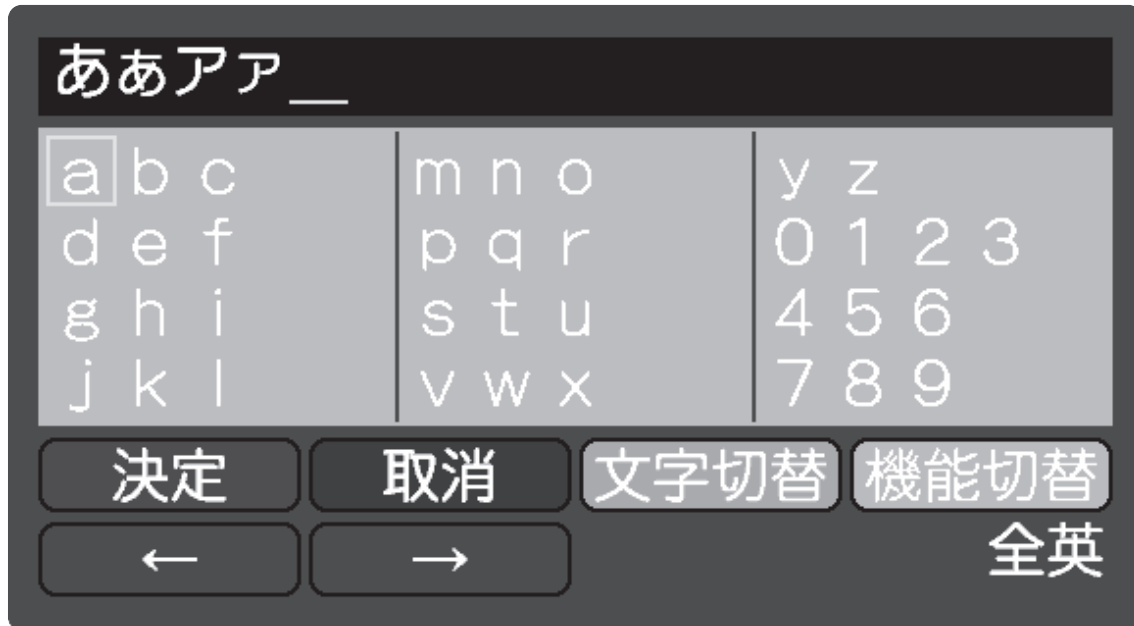 あぁアァ__
a b c m n o y z
d e f p q r 0 1 2 3
g h i s t u 4 5 6
j k l v w x 7 8 9
決定 取消 文字切替 機能切替
← → 全英